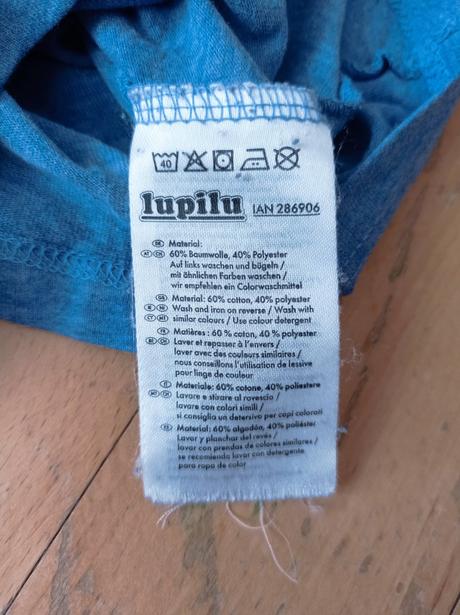 40
lupilu IAN 286906
DE Material:
AT CH 60% Baumwolle, 40% Polyester
Auf links waschen und bügeln /
mit ähnlichen Farben waschen /
wir empfehlen ein Colorwaschmittel
GB Material: 60% cotton, 40% polyester
IE NI Wash and iron on reverse / Wash with
CY MT similar colours / Use colour detergent
FR Matières : 60 % coton, 40 % polyester
BE CH Laver et repasser à l'envers /
laver avec des couleurs similaires /
nous conseillons l'utilisation de lessive
pour linge de couleur
IT Materiale: 60% cotone, 40% poliestere
MT CH Lavare e stirare al rovescio /
lavare con colori simili /
si consiglia un detersivo per capi colorati
ES Material: 60% algodón, 40% poliéster
Lavar y planchar del revés /
lavar con prendas de colores similares /
se recomienda lavar con detergente
para ropa de color